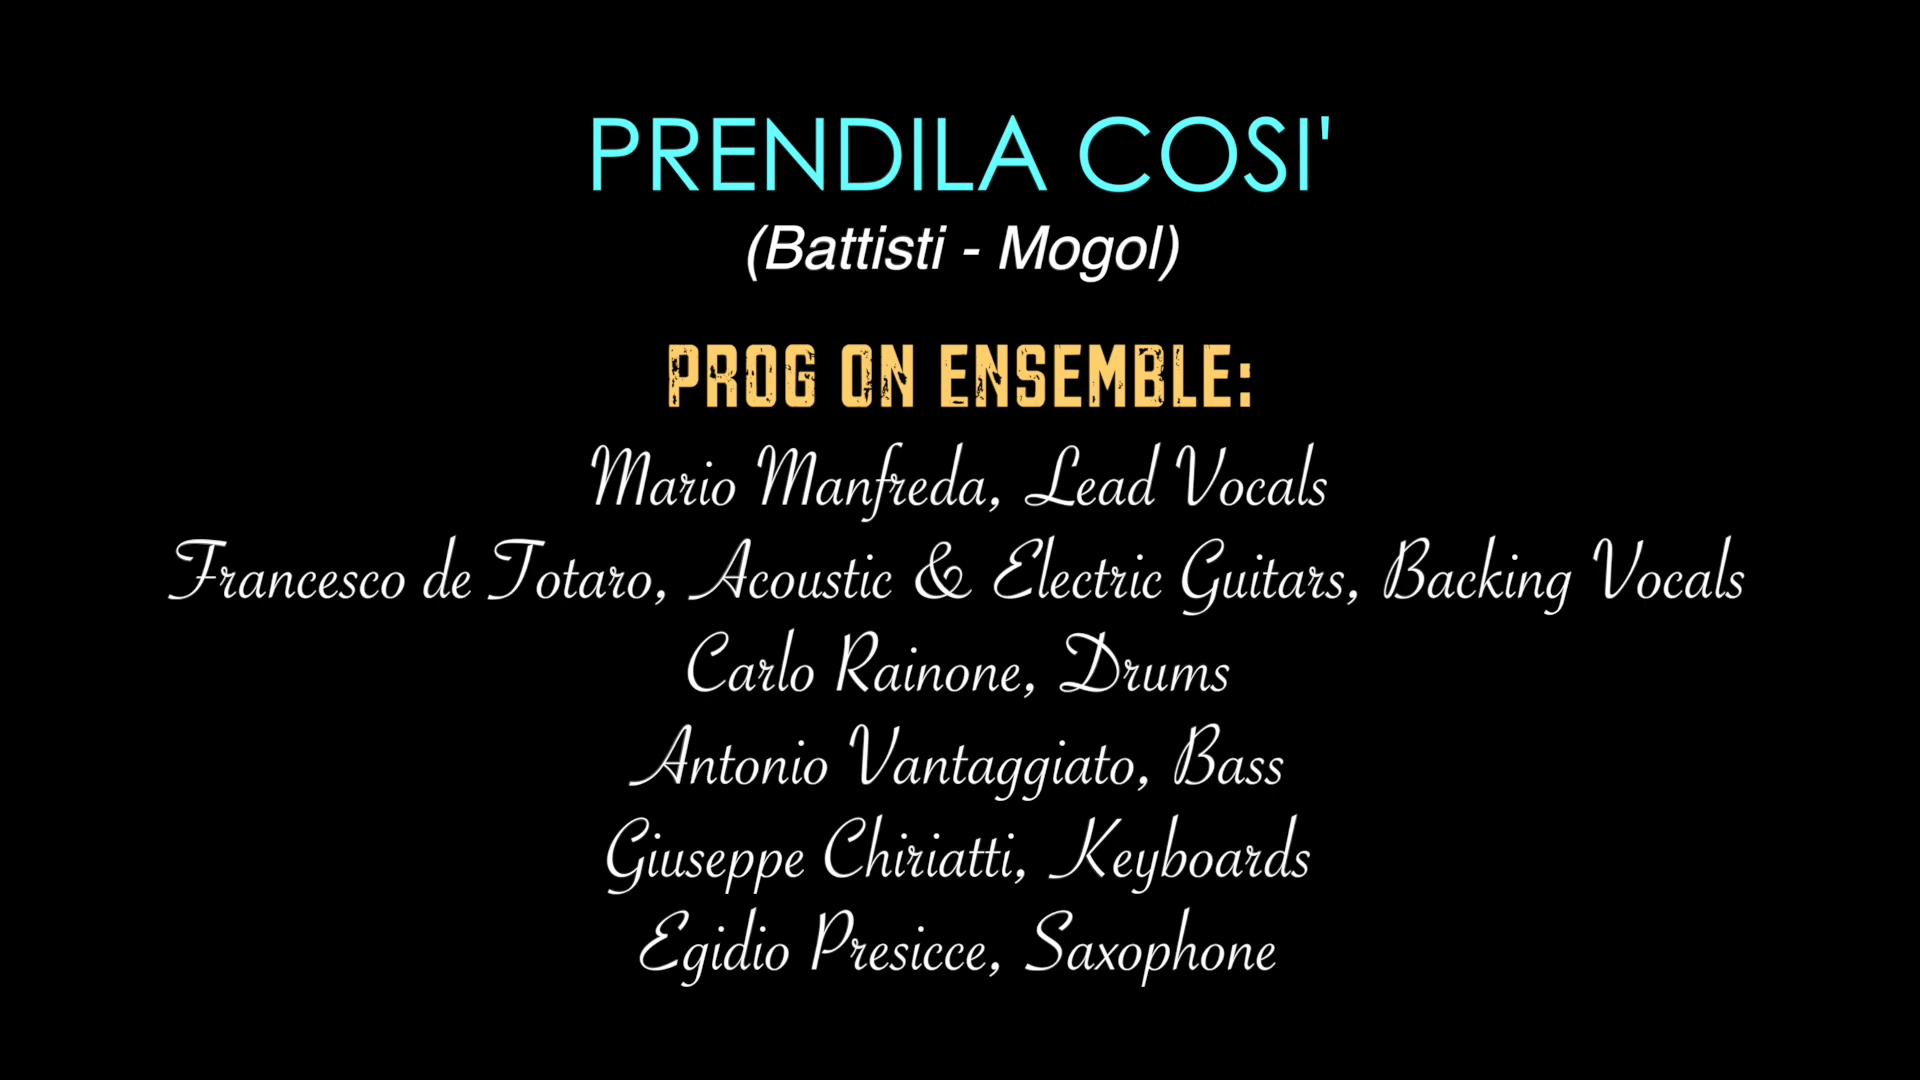 PRENDILA COSI'
(Battisti - Mogol)
PROG ON ENSEMBLE:
Mario Manfreda, Lead Vocals
Francesco de Totaro, Acoustic & Electric Guitars, Backing Vocals
Carlo Rainone, Drums
Antonio Vantaggiato, Bass
Giuseppe Chiriatti, Keyboards
Egidio Presicce, Saxophone